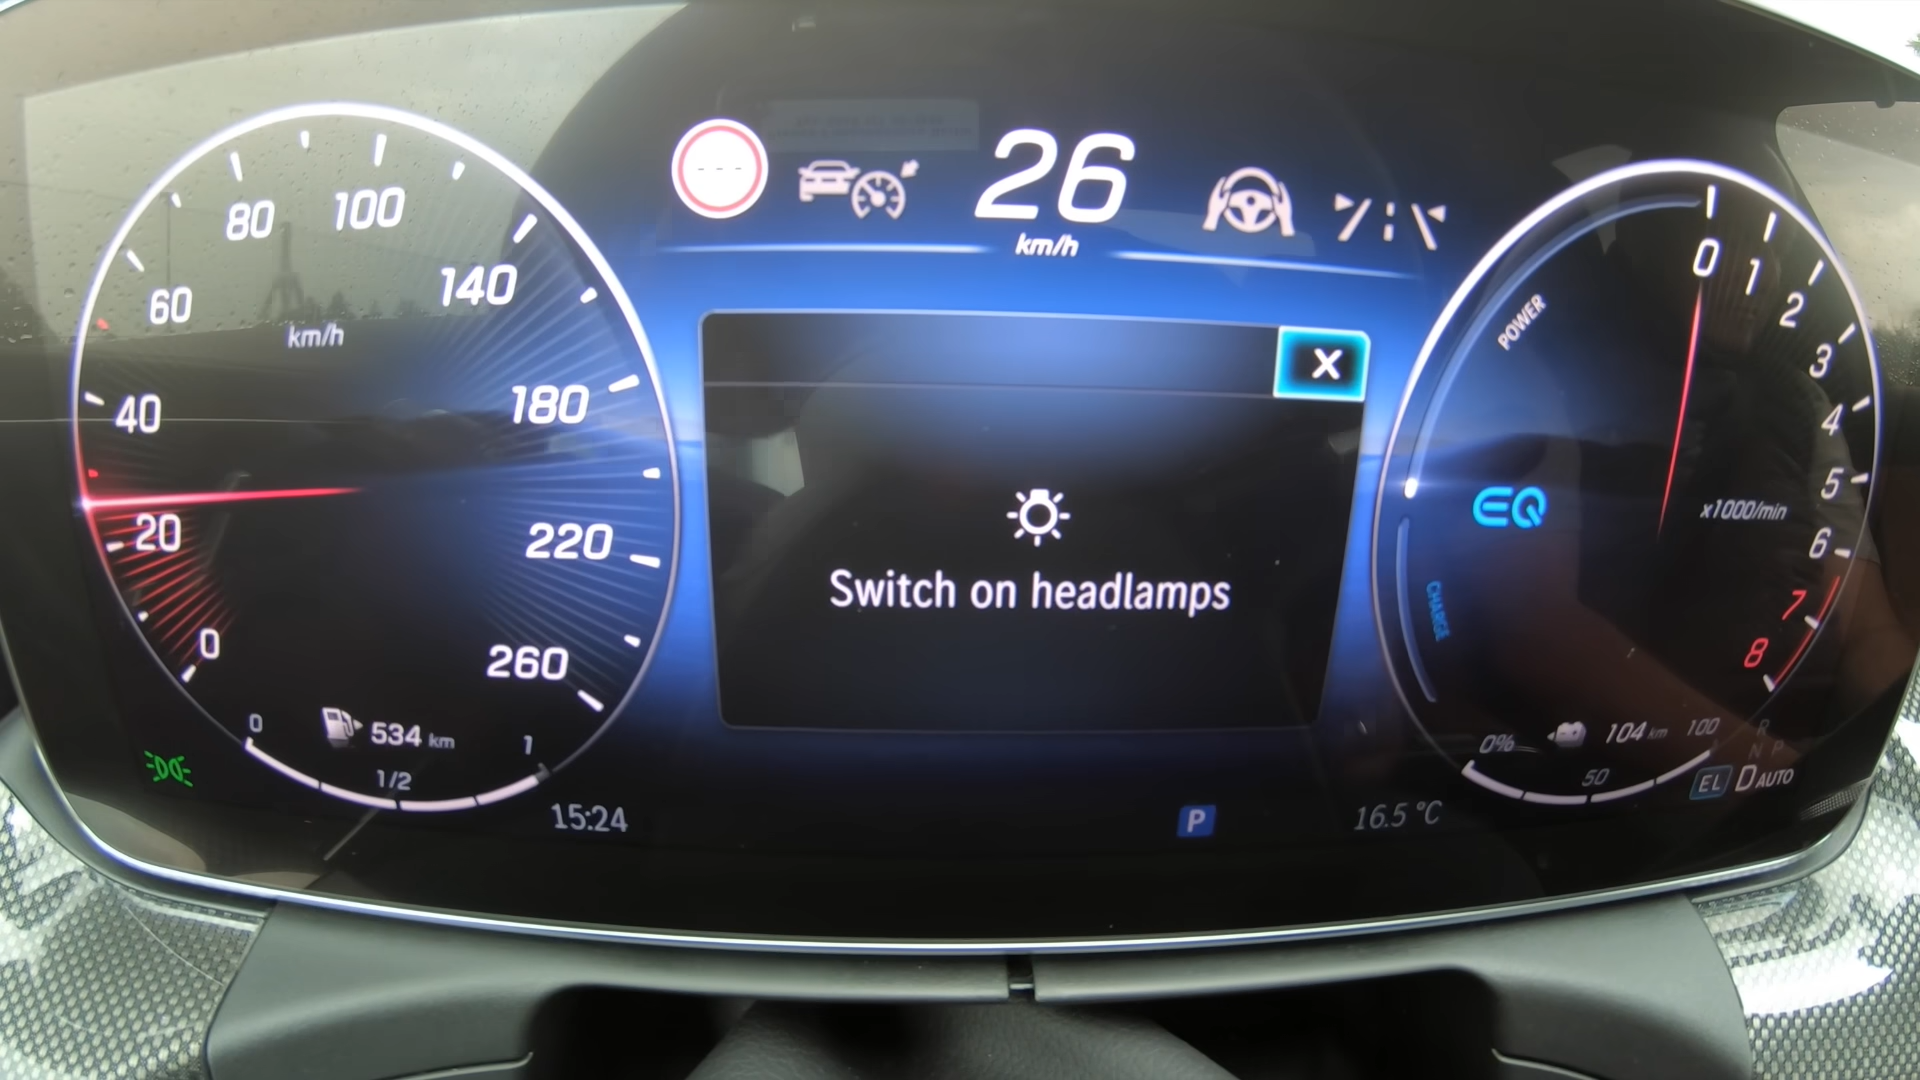 ---
26
km/h
X
Switch on headlamps
0
20
40
60
80
100
140
180
220
260
km/h
0
1/2
1
534 km
15:24
P
16.5 °C
POWER
CHARGE
EQ
0
1
2
3
4
5
6
7
8
x1000/min
0%
50
100
104 km
R
N P
EL D AUTO